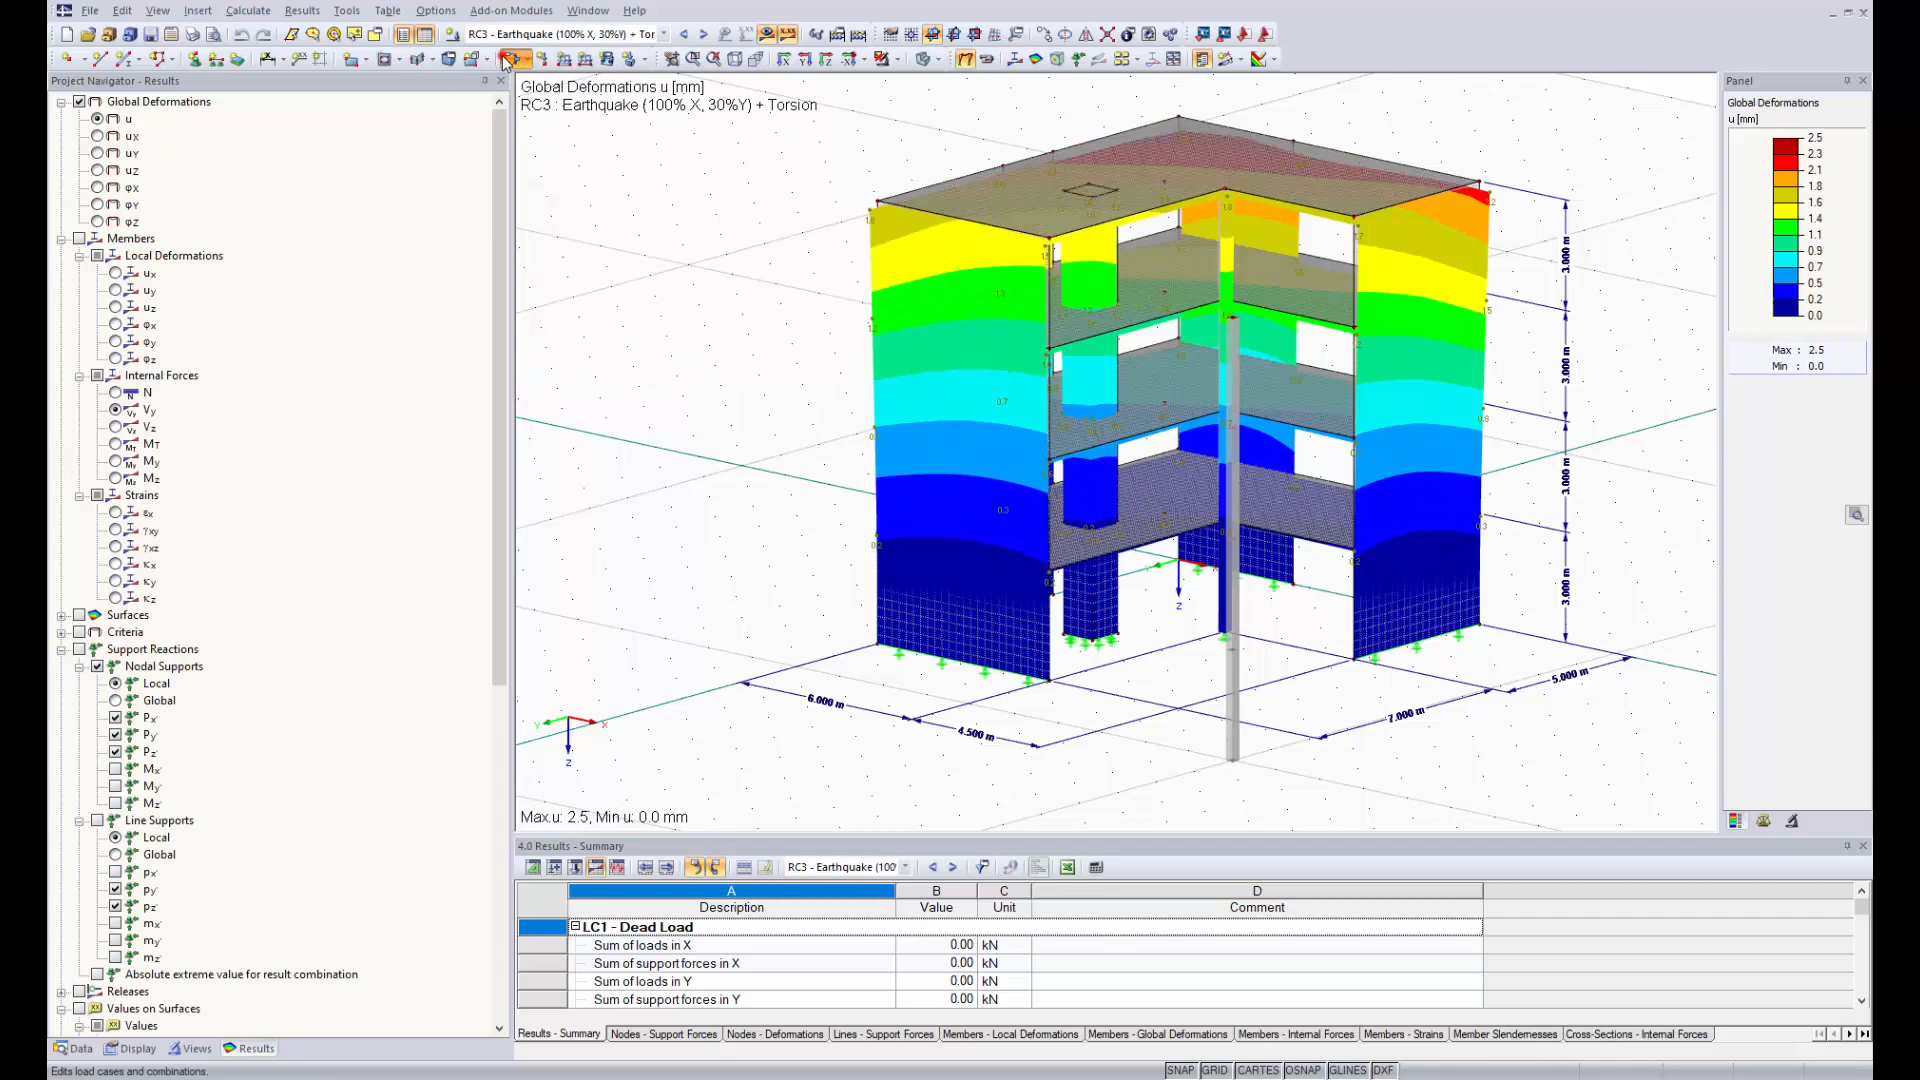 File Edit View Insert Calculate Results Tools Table Options Add-on Modules Window Help
RC3 - Earthquake (100% X, 30%Y) + Tor
Project Navigator - Results
Global Deformations
u
uX
uY
uZ
φX
φY
φZ
Members
Local Deformations
ux
uy
uz
φx
φy
φz
Internal Forces
N
Vy
Vz
MT
My
Mz
Strains
εx
γxy
γxz
κx
κy
κz
Surfaces
Criteria
Support Reactions
Nodal Supports
Local
Global
Px'
Py'
Pz'
Mx'
My'
Mz'
Line Supports
Local
Global
px'
py'
pz'
mx'
my'
mz'
Absolute extreme value for result combination
Releases
Values on Surfaces
Values
Data Display Views Results
Edits load cases and combinations.
Global Deformations u [mm]
RC3 : Earthquake (100% X, 30%Y) + Torsion
3.000 m
3.000 m
3.000 m
3.000 m
6.000 m
4.500 m
7.000 m
5.000 m
Max u: 2.5, Min u: 0.0 mm
Panel
Global Deformations
u [mm]
2.5
2.3
2.1
1.8
1.6
1.4
1.1
0.9
0.7
0.5
0.2
0.0
Max : 2.5
Min : 0.0
4.0 Results - Summary
RC3 - Earthquake (100°
A B C D
Description Value Unit Comment
LC1 - Dead Load
Sum of loads in X 0.00 kN
Sum of support forces in X 0.00 kN
Sum of loads in Y 0.00 kN
Sum of support forces in Y 0.00 kN
Results - Summary Nodes - Support Forces Nodes - Deformations Lines - Support Forces Members - Local Deformations Members - Global Deformations Members - Internal Forces Members - Strains Member Slendernesses Cross-Sections - Internal Forces
SNAP GRID CARTES OSNAP GLINES DXF